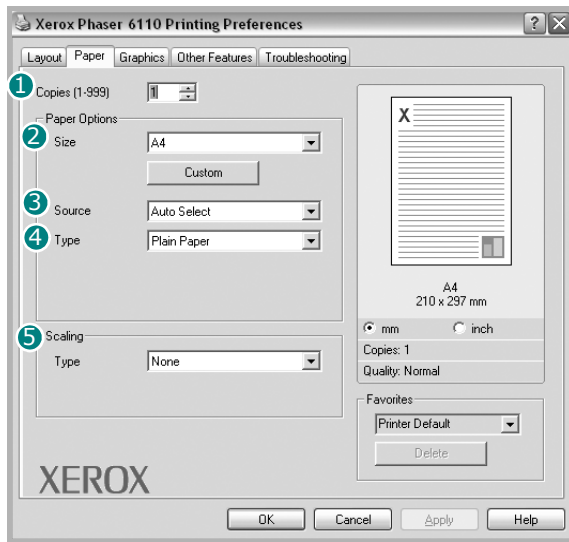 Xerox Phaser 6110 Printing Preferences
Layout Paper Graphics Other Features Troubleshooting
1 Copies (1-999) 1
Paper Options
2 Size A4
Custom
3 Source Auto Select
4 Type Plain Paper
5 Scaling
Type None
X
A4
210 x 297 mm
mm inch
Copies: 1
Quality: Normal
Favorites
Printer Default
Delete
XEROX
OK Cancel Apply Help